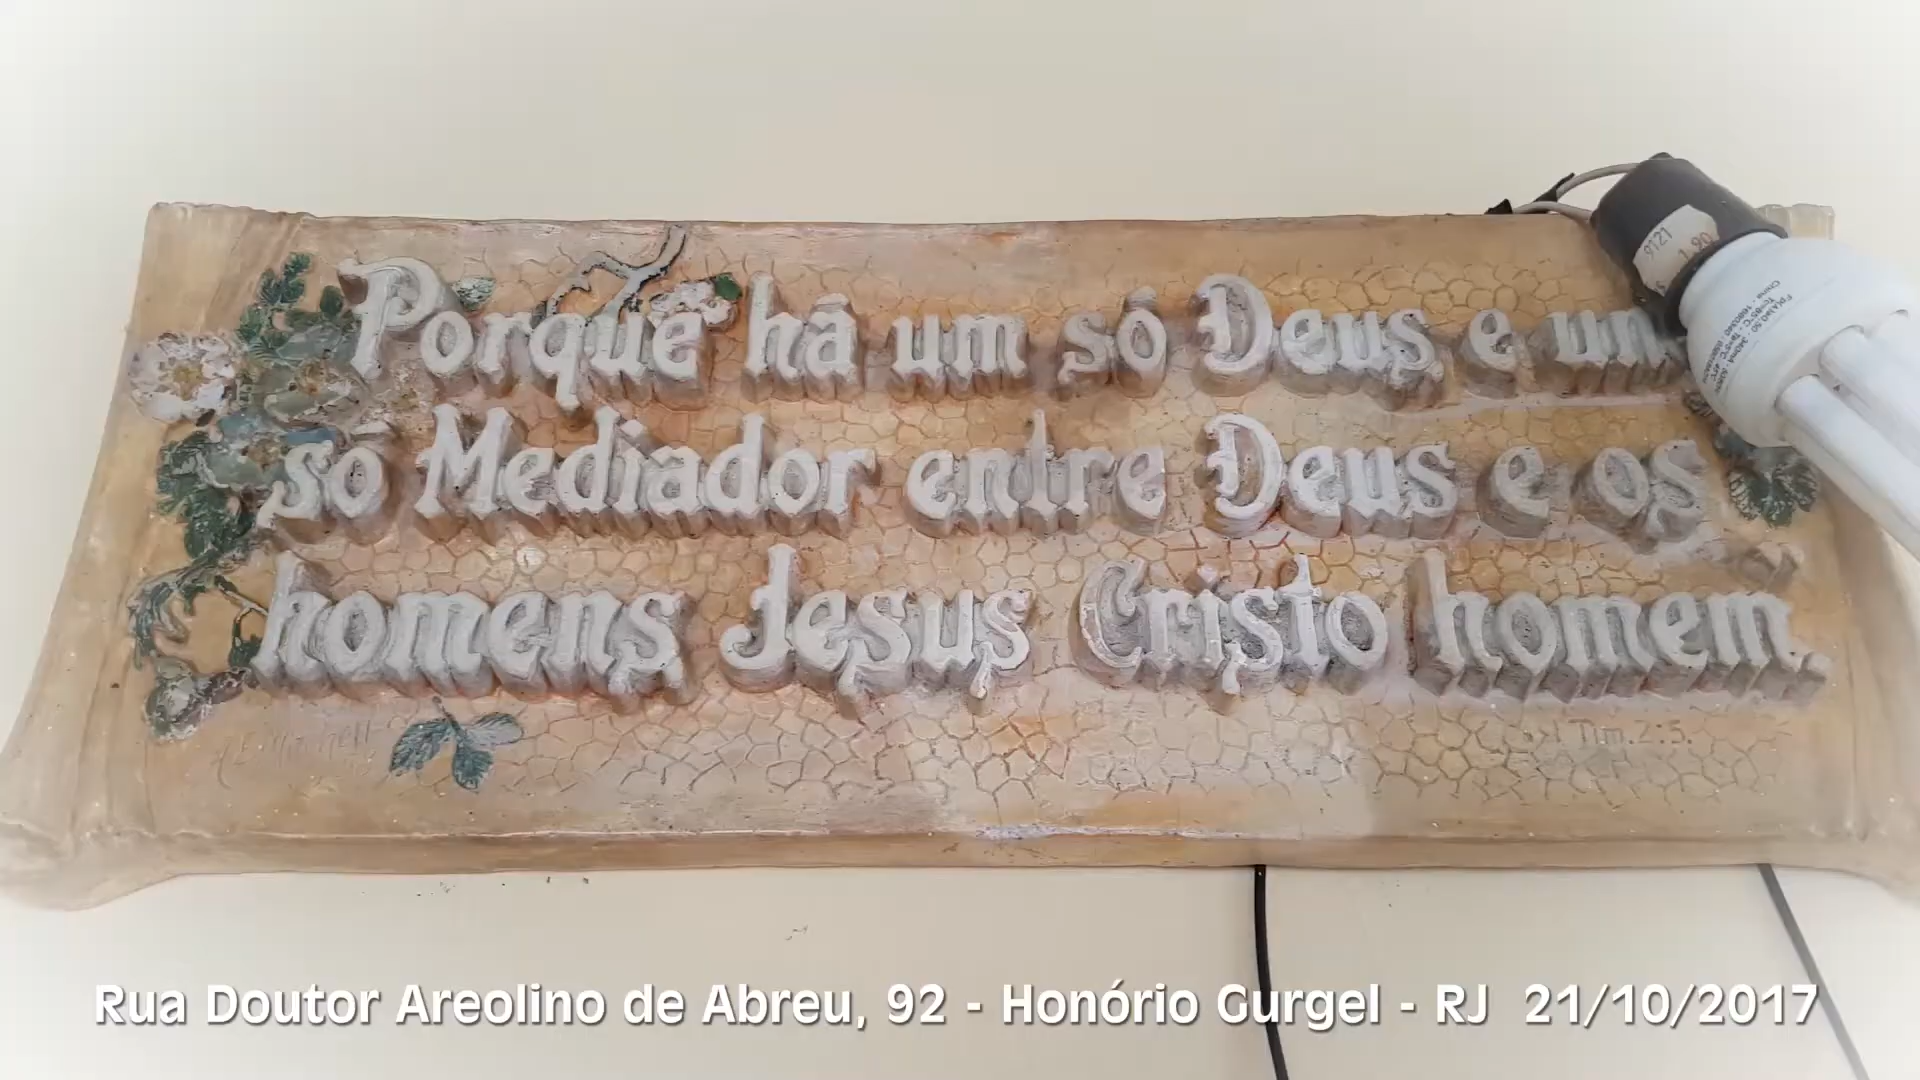 Porque há um só Deus e um
só Mediador entre Deus e os
homens Jesus Cristo homem.
I Tim. 2:5.
9121
Rua Doutor Areolino de Abreu, 92 - Honório Gurgel - RJ 21/10/2017